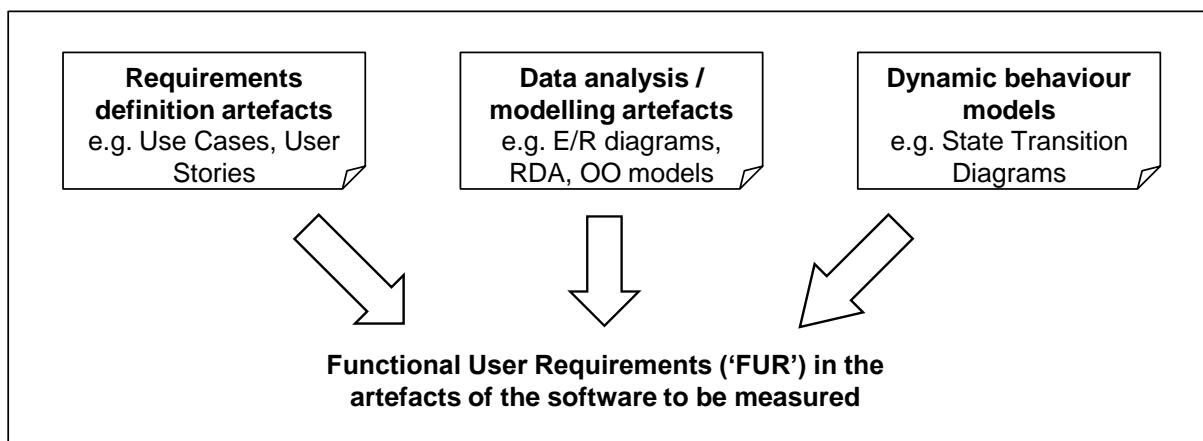 Requirements
definition artefacts
e.g. Use Cases, User
Stories
Data analysis /
modelling artefacts
e.g. E/R diagrams,
RDA, OO models
Dynamic behaviour
models
e.g. State Transition
Diagrams
Functional User Requirements (‘FUR’) in the
artefacts of the software to be measured